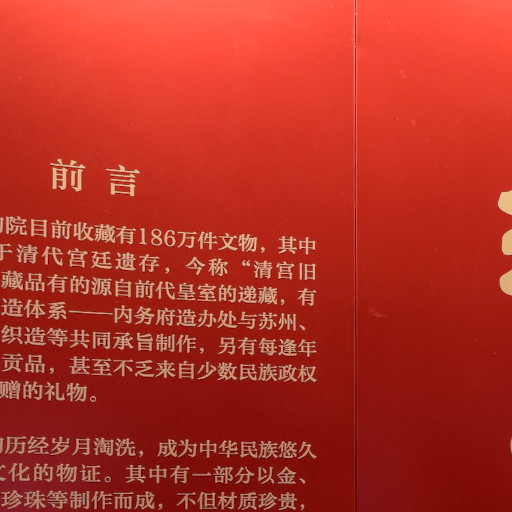 前言
院目前收藏有186万件文物，其中
于清代宫廷遗存，今称“清宫旧
藏品有的源自前代皇室的递藏，有
造体系——内务府造办处与苏州、
织造等共同承旨制作，另有每逢年
贡品，甚至不乏来自少数民族政权
赠的礼物。
历经岁月淘洗，成为中华民族悠久
文化的物证。其中有一部分以金、
珍珠等制作而成，不但材质珍贵，